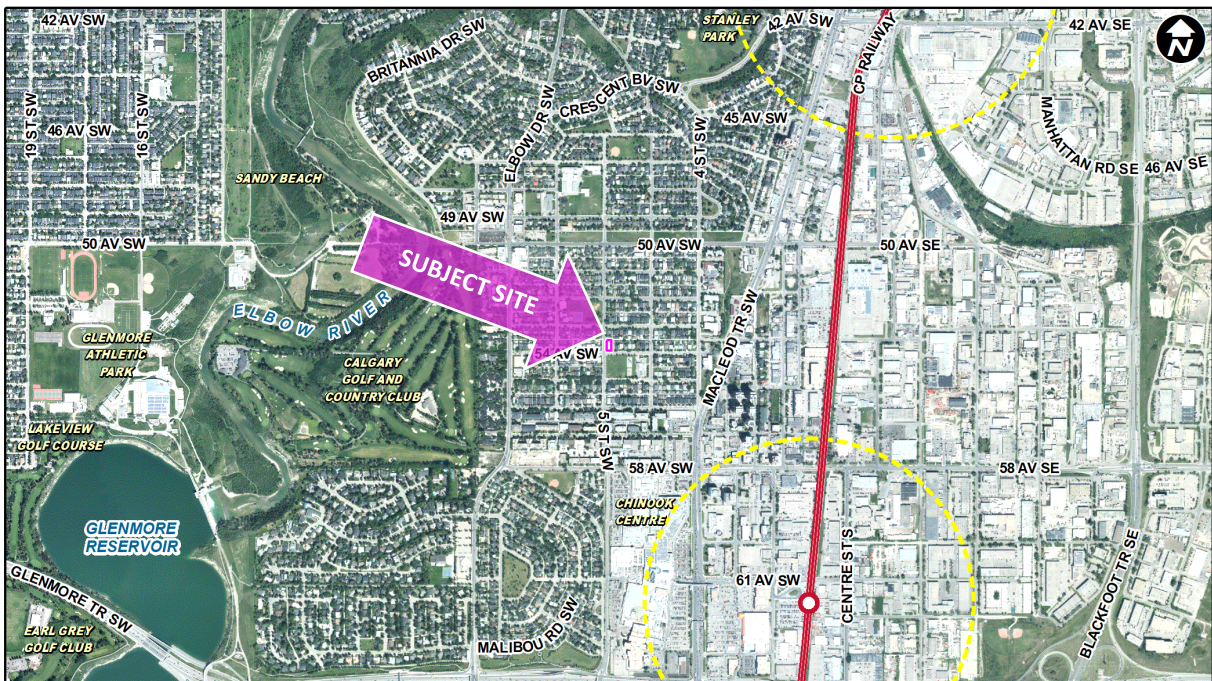 42 AV SW
STANLEY
PARK
42 AV SW
CP RAILWAY
42 AV SE
N
BRITANNIA DR SW
CRESCENT BV SW
ELBOW DR SW
19 ST SW
46 AV SW
16 ST SW
45 AV SW
4 ST SW
MANHATTAN RD SE
46 AV SE
SANDY BEACH
49 AV SW
50 AV SW
50 AV SW
50 AV SE
SUBJECT SITE
ELBOW RIVER
MACLEOD TR SW
GLENMORE
ATHLETIC
PARK
54 AV SW
CALGARY
GOLF AND
COUNTRY CLUB
LAKEVIEW
GOLF COURSE
5 ST SW
58 AV SW
58 AV SE
CHINOOK
CENTRE
GLENMORE
RESERVOIR
61 AV SW
CENTRE ST S
BLACKFOOT TR SE
GLENMORE TR SW
EARL GREY
GOLF CLUB
MALIBOU RD SW